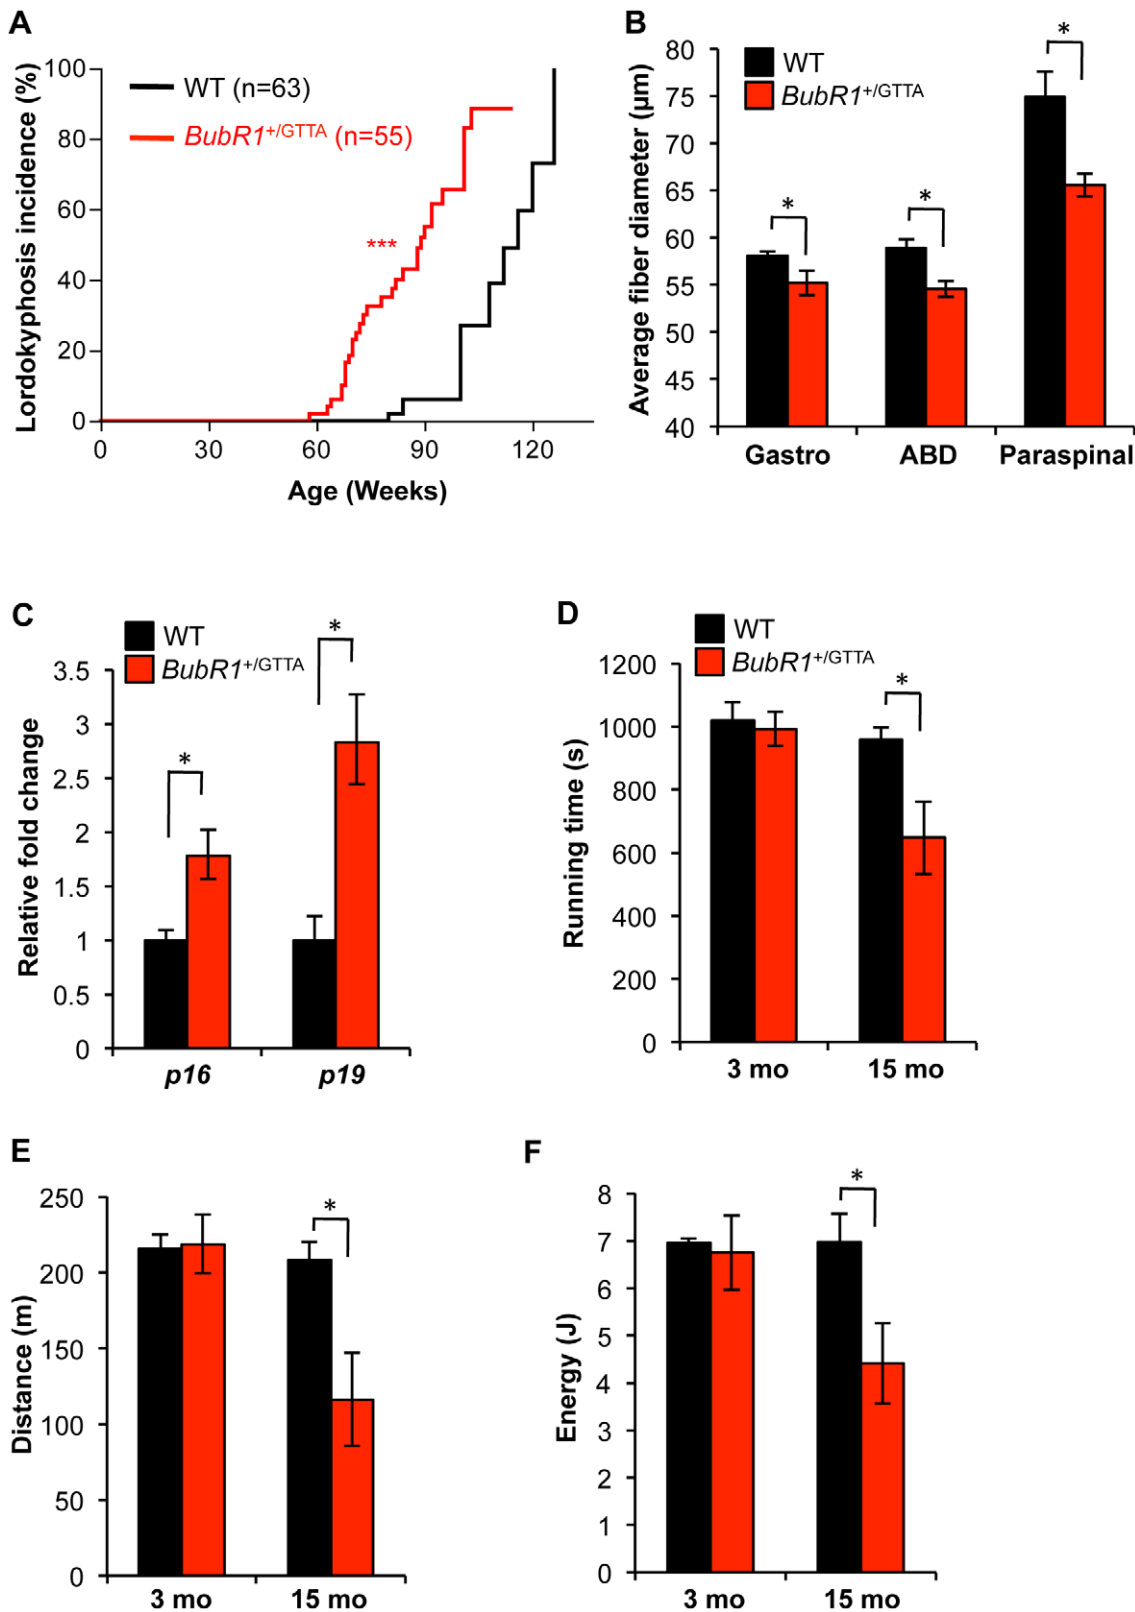 A
Lordokyphosis incidence (%)
100
80
60
40
20
0
WT (n=63)
BubR1+/GTTA (n=55)
***
0 30 60 90 120
Age (Weeks)
B
Average fiber diameter (µm)
80
75
70
65
60
55
50
45
40
WT
BubR1+/GTTA
*
*
*
Gastro ABD Paraspinal
C
Relative fold change
WT
BubR1+/GTTA
3.5
3
2.5
2
1.5
1
0.5
0
*
*
p16 p19
D
Running time (s)
WT
BubR1+/GTTA
1200
1000
800
600
400
200
0
*
3 mo 15 mo
E
Distance (m)
250
200
150
100
50
0
*
3 mo 15 mo
F
Energy (J)
8
7
6
5
4
3
2
1
0
*
3 mo 15 mo